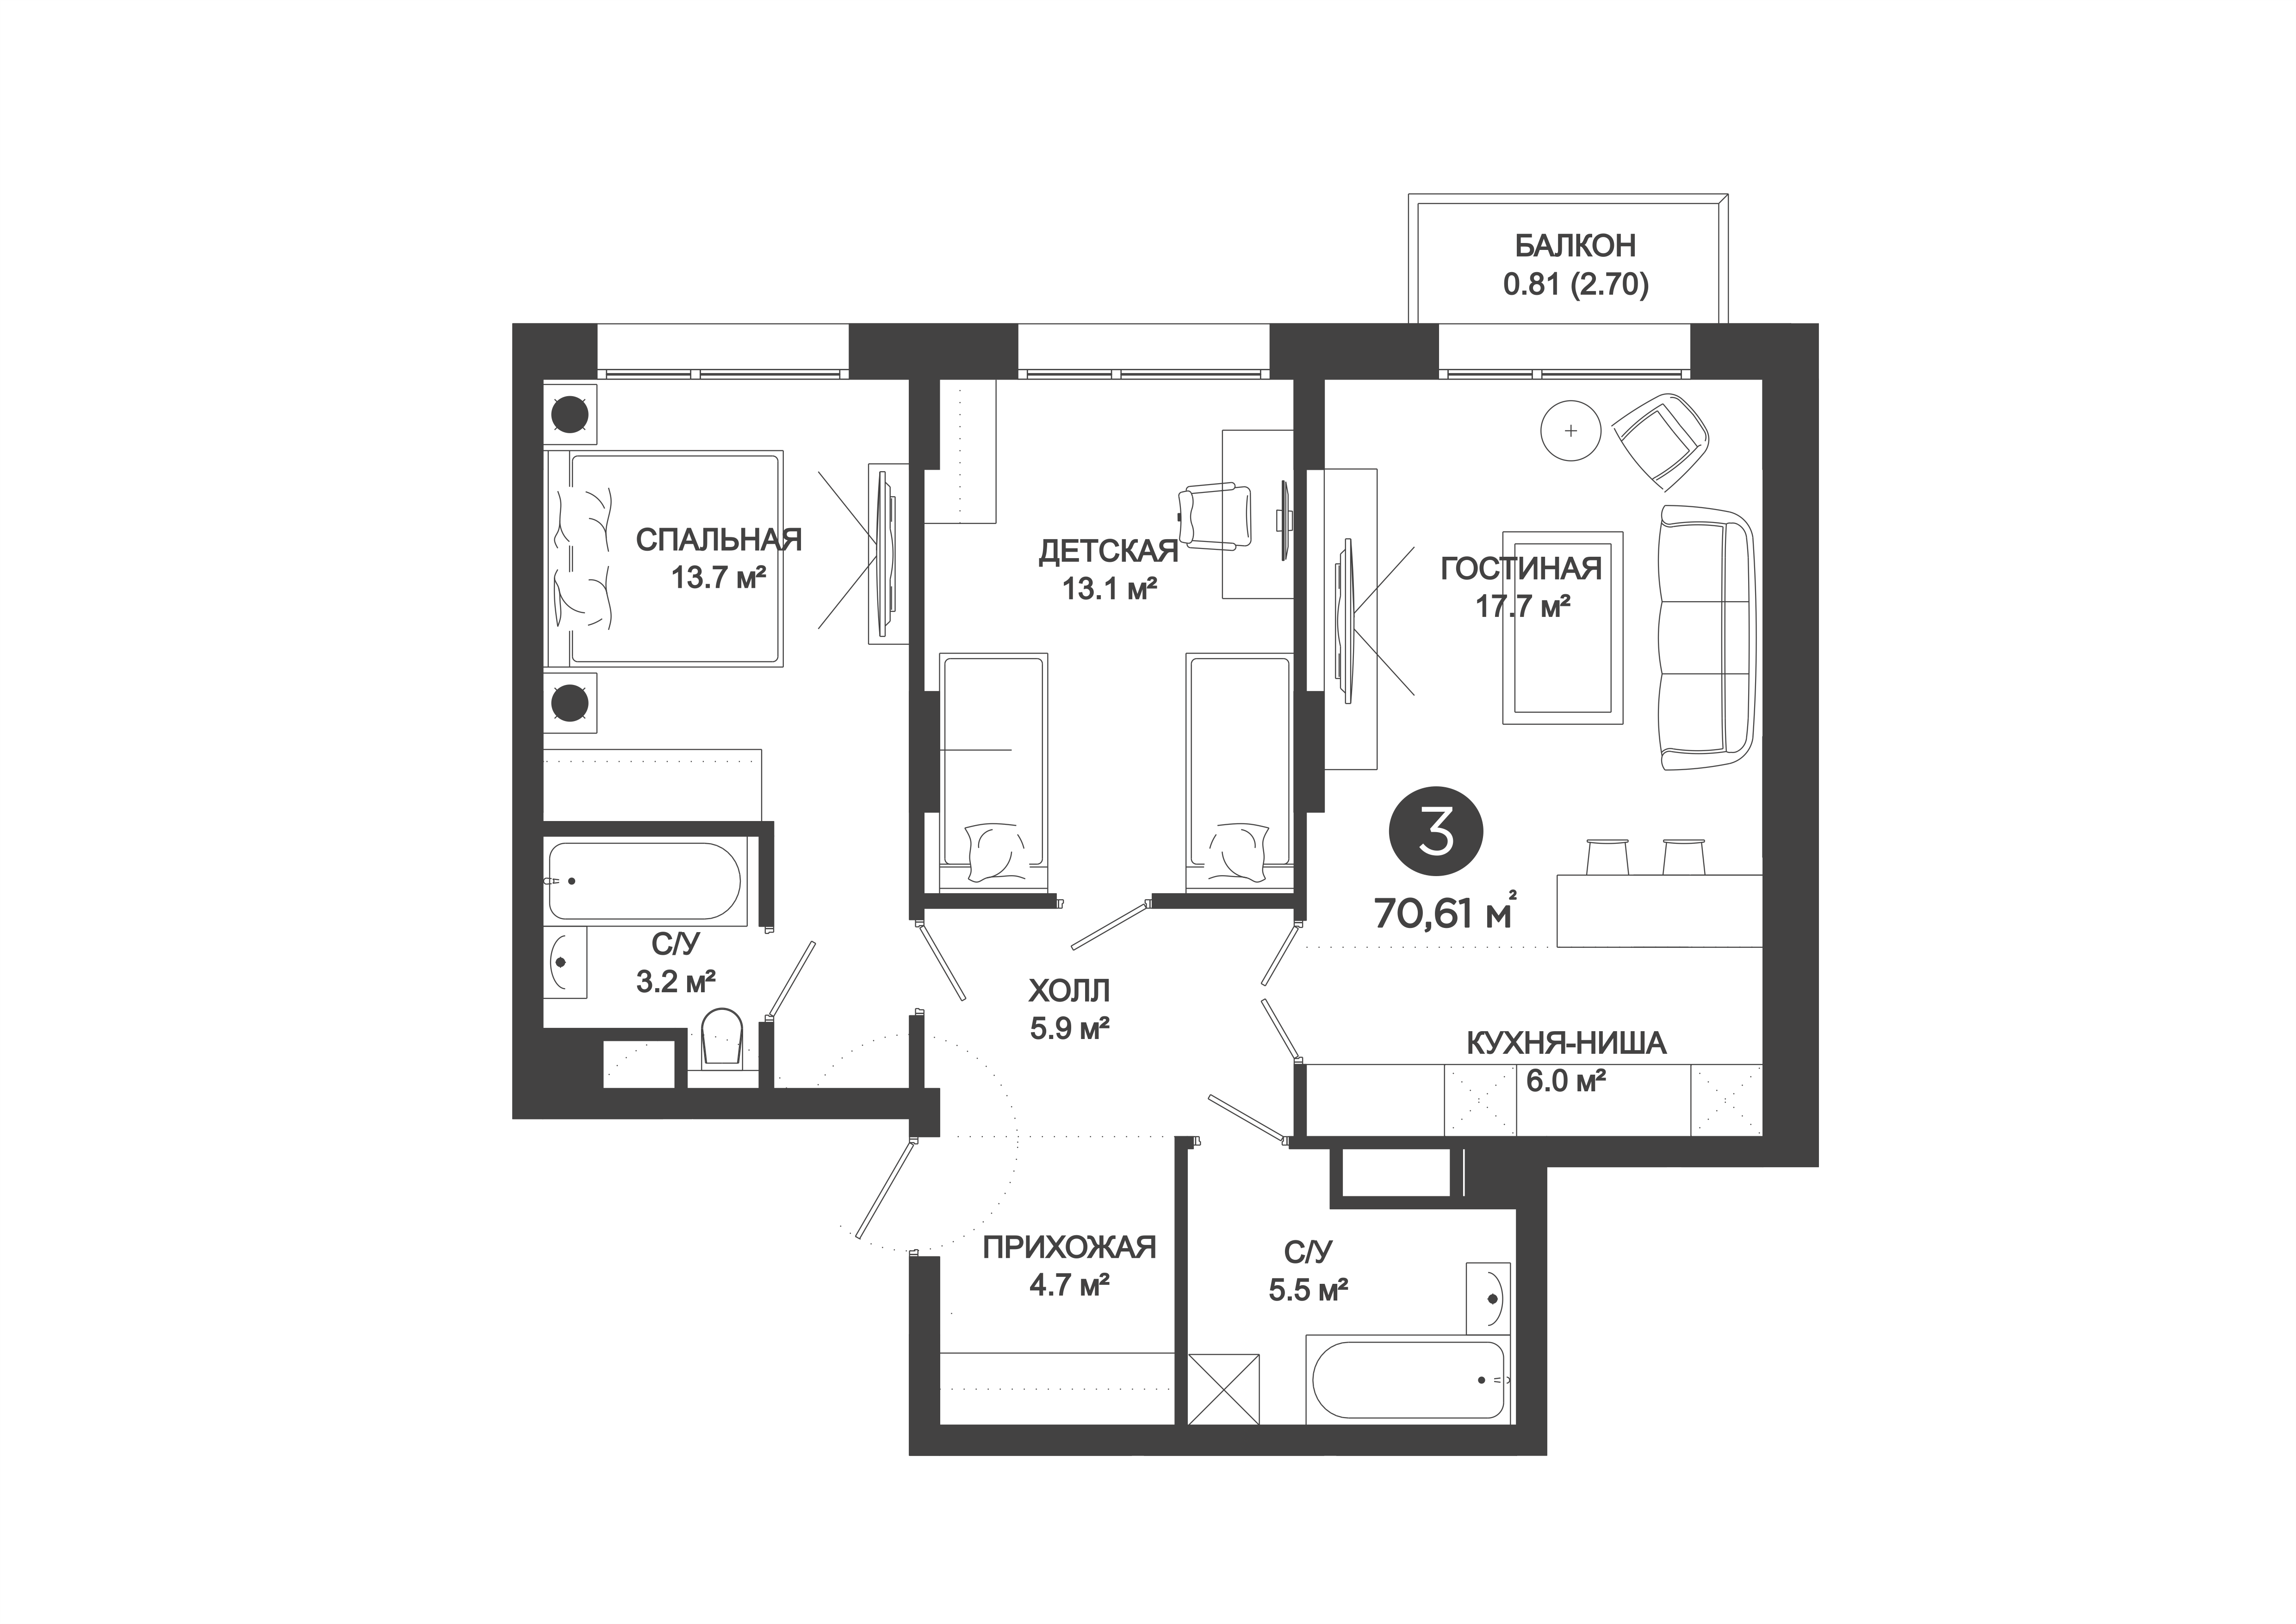 БАЛКОН
0.81 (2.70)
СПАЛЬНАЯ
13.7 м²
ДЕТСКАЯ
13.1 м²
ГОСТИНАЯ
17.7 м²
3
70,61 м²
С/У
3.2 м²
ХОЛЛ
5.9 м²
КУХНЯ-НИША
6.0 м²
ПРИХОЖАЯ
4.7 м²
С/У
5.5 м²